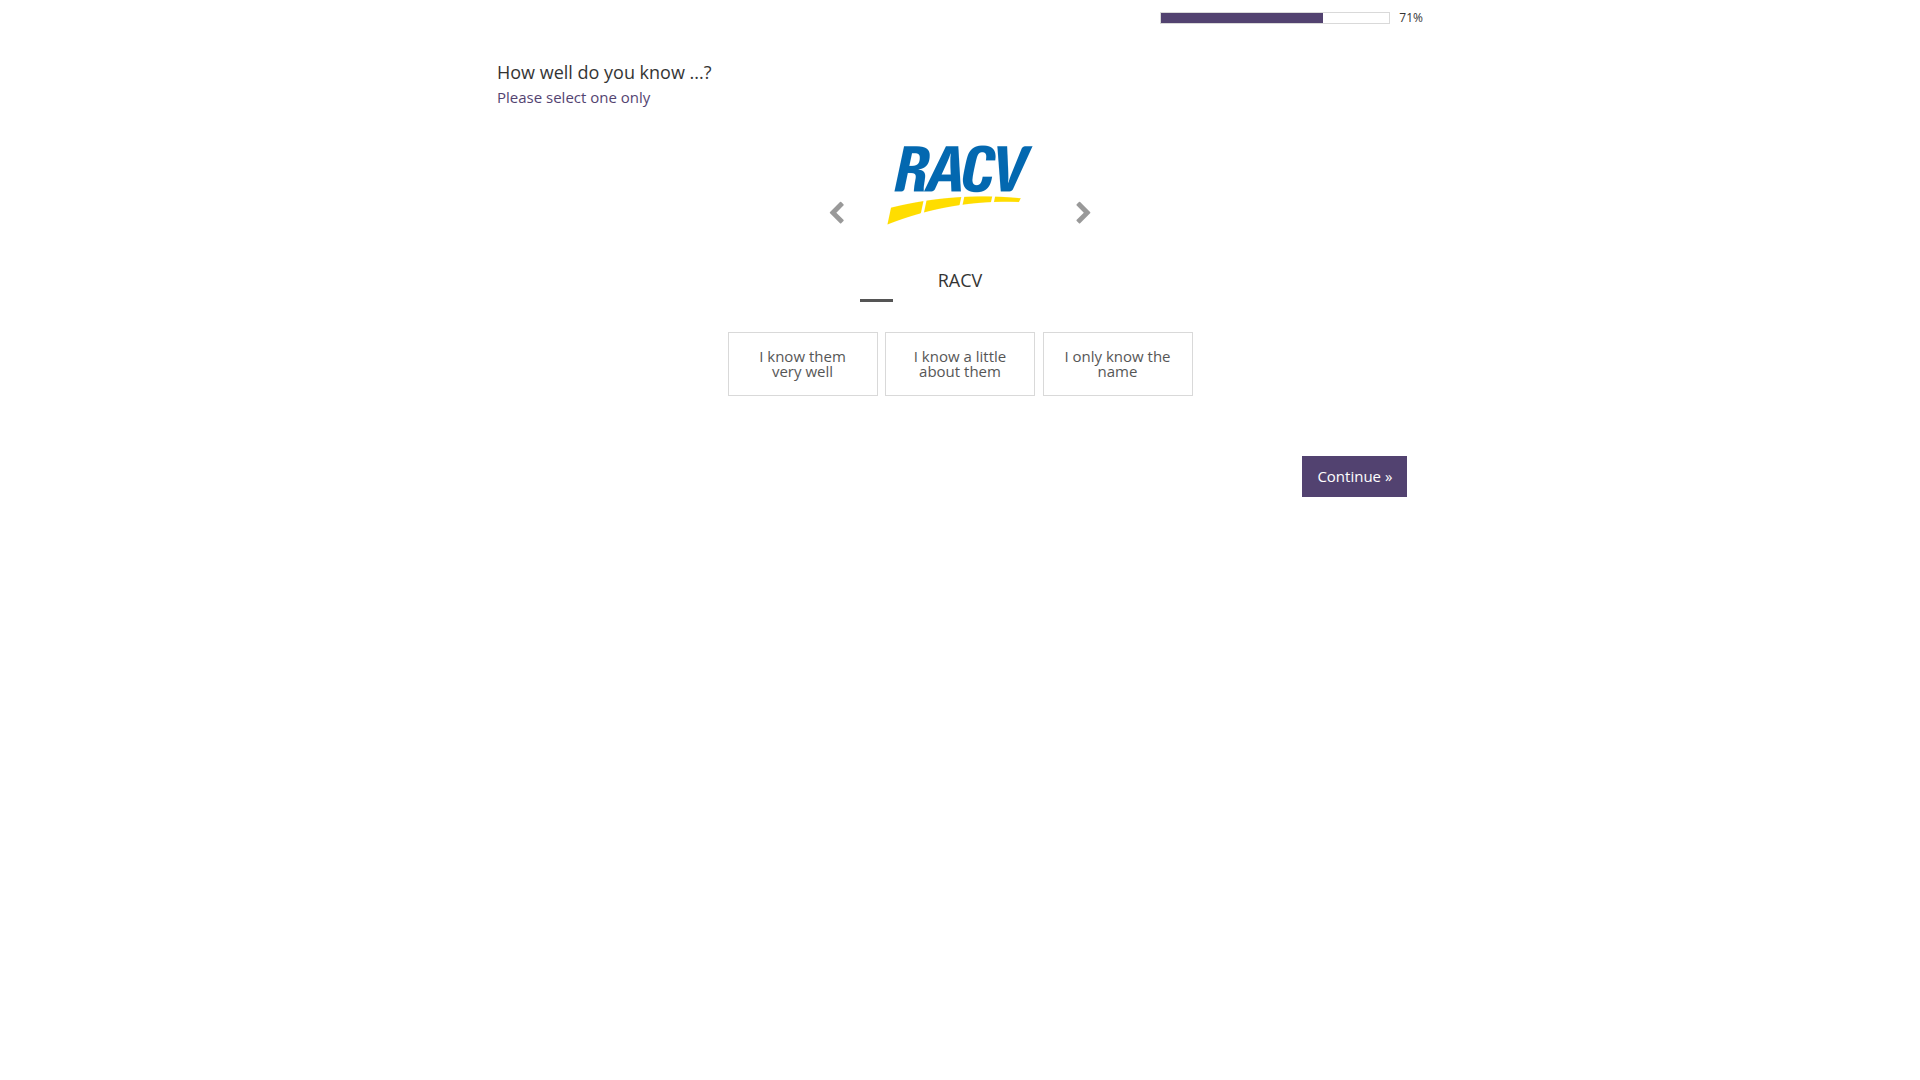 71%
How well do you know ...?
Please select one only
RACV
RACV
I know them
very well
I know a little
about them
I only know the
name
Continue »